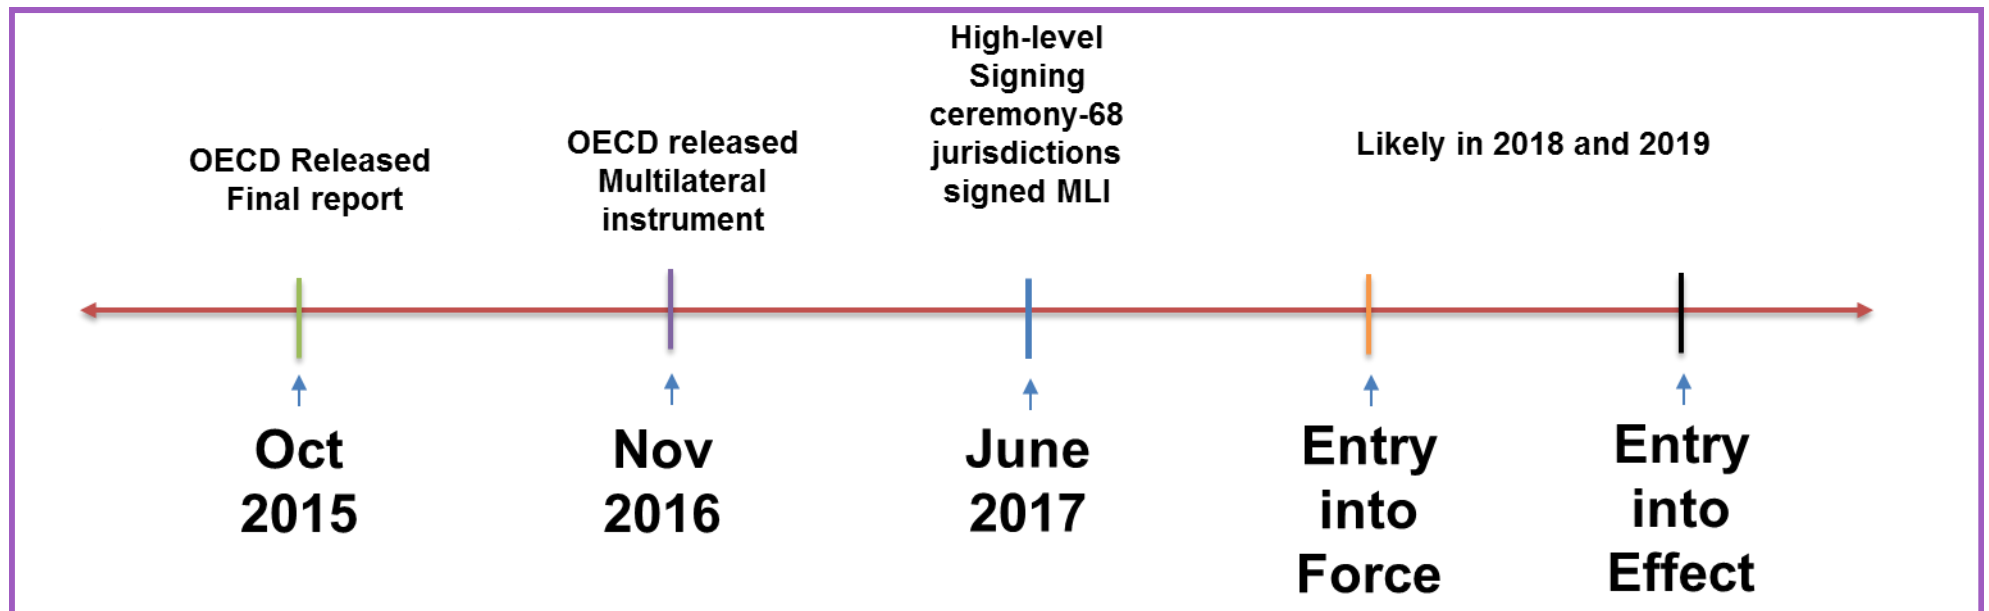 OECD Released
Final report
OECD released
Multilateral
instrument
High-level
Signing
ceremony-68
jurisdictions
signed MLI
Likely in 2018 and 2019
Oct
2015
Nov
2016
June
2017
Entry
into
Force
Entry
into
Effect